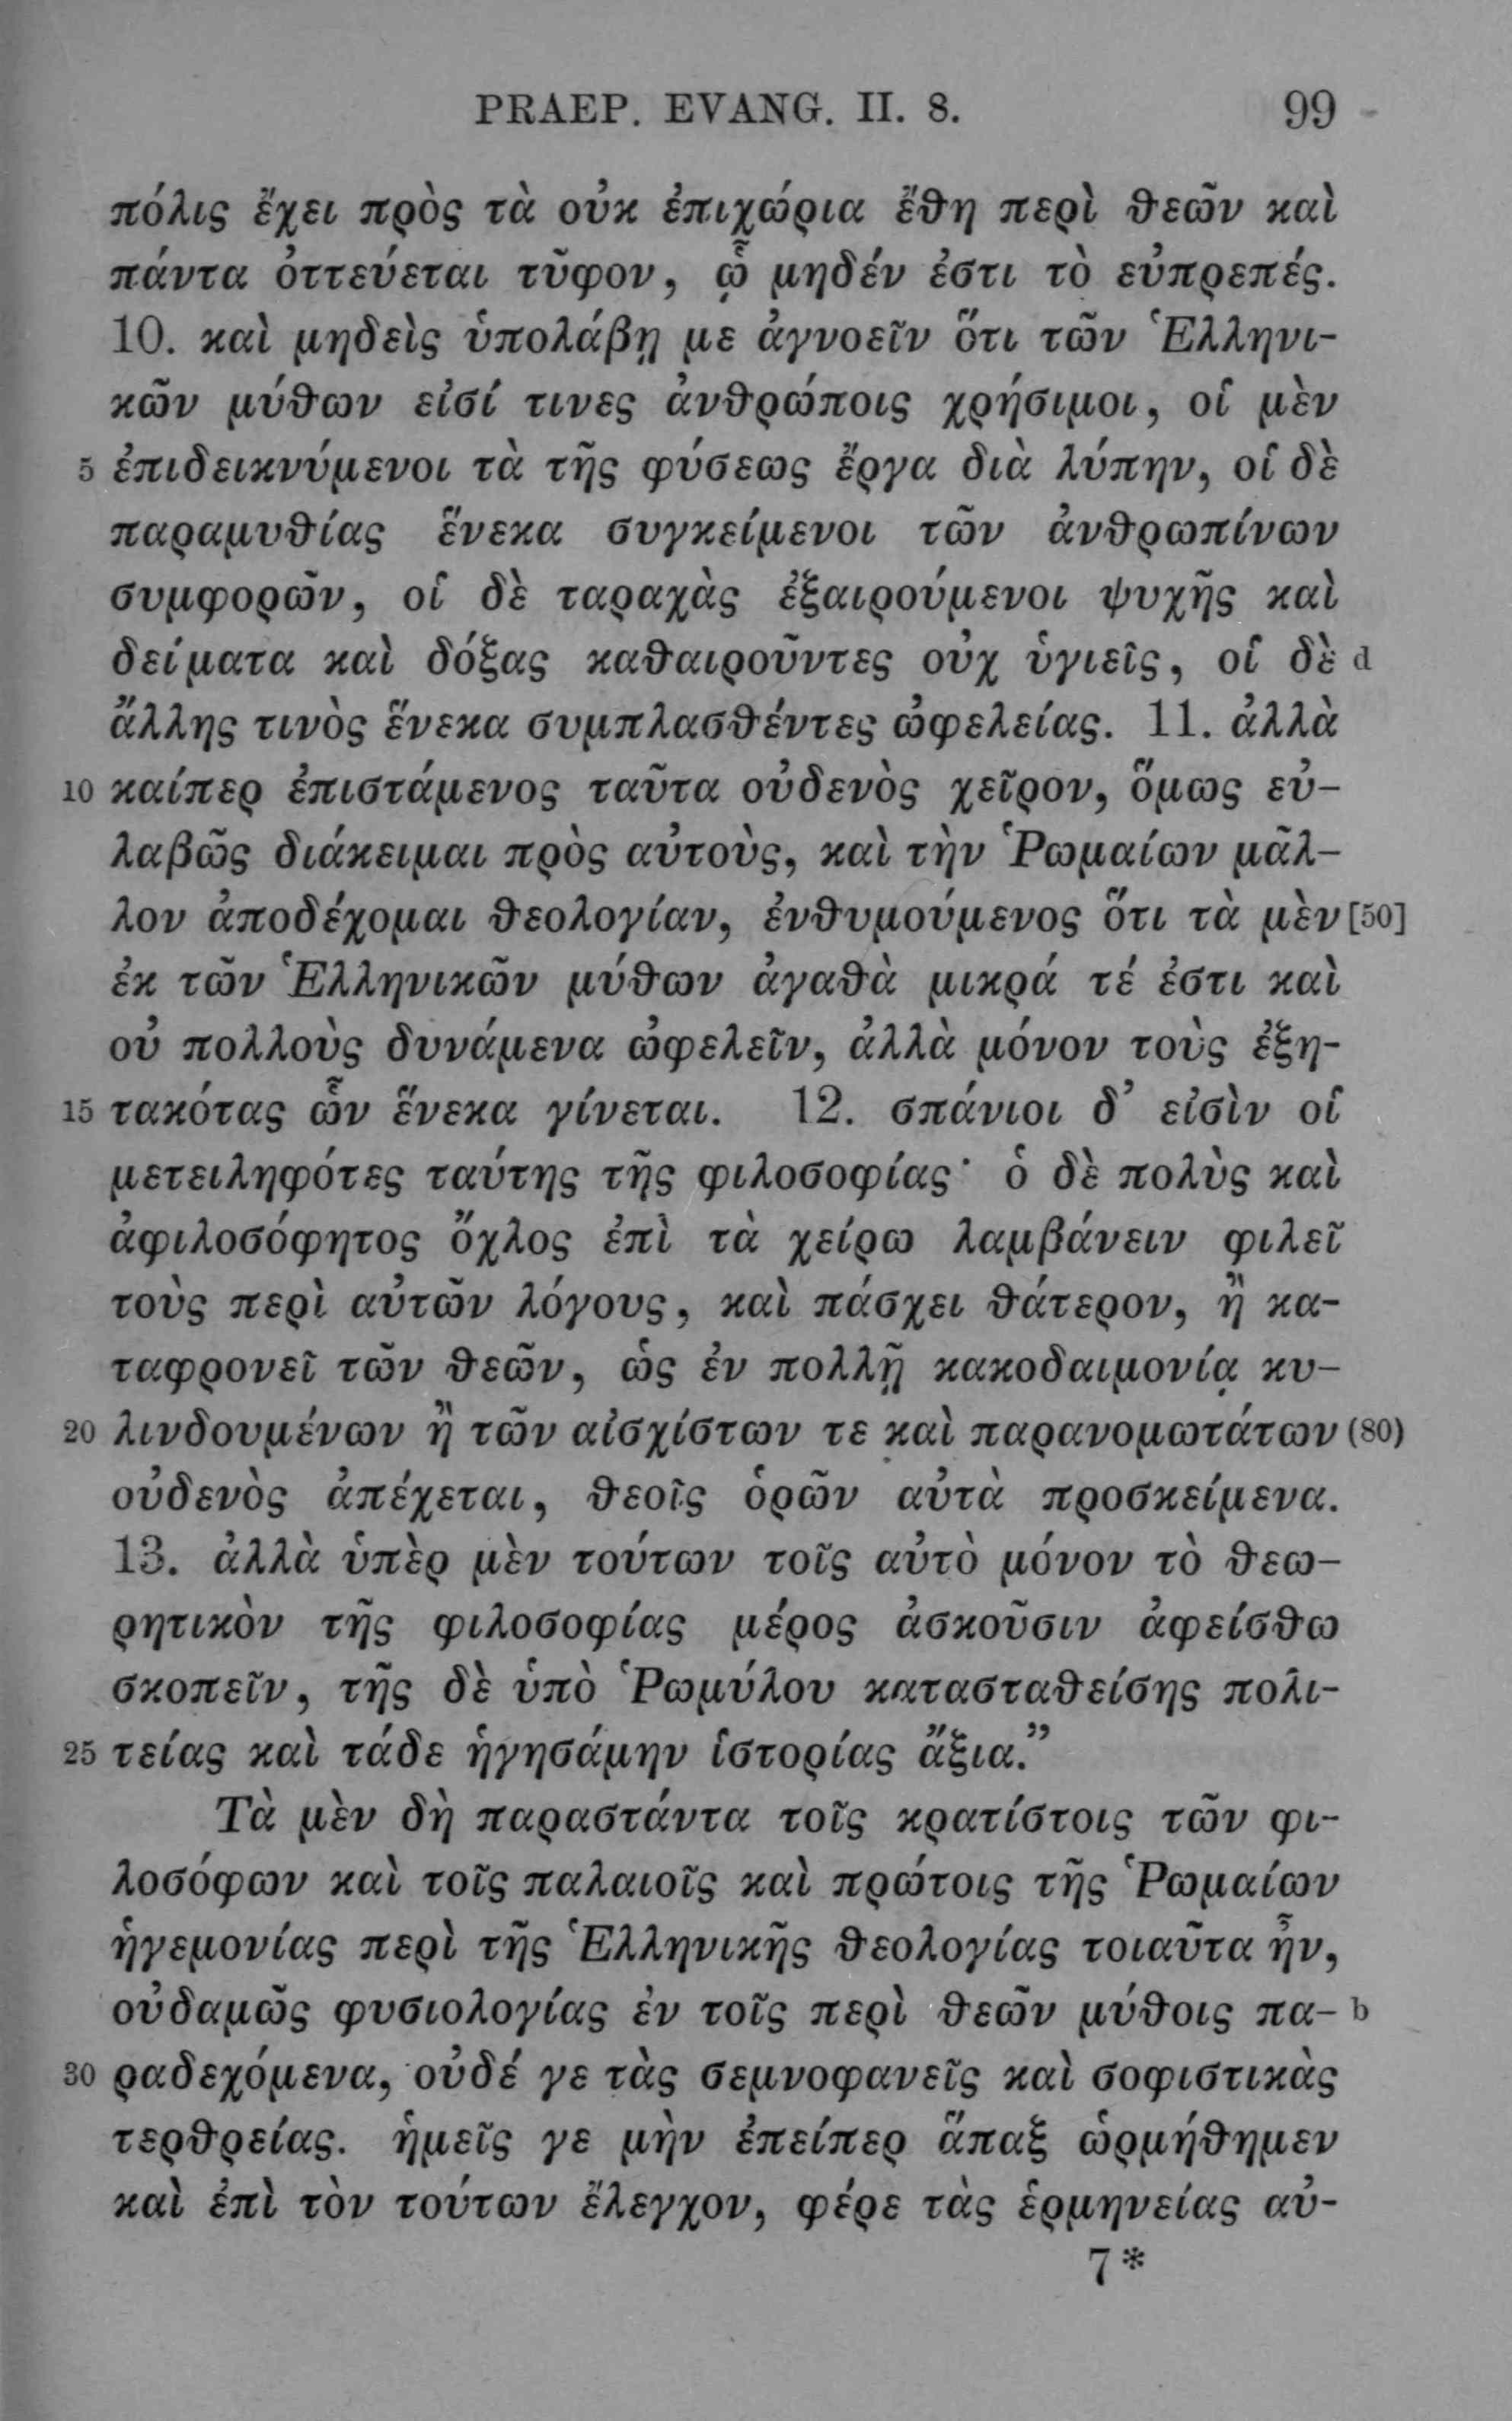 PRAEP. EVANG. II. 8. 99
πόλις ἔχει πρὸς τὰ οὐκ ἐπιχώρια ἔθη περὶ θεῶν καὶ
πάντα ὀττεύεται τῦφον, ᾧ μηδέν ἐστι τὸ εὐπρεπές.
10. καὶ μηδεὶς ὑπολάβῃ με ἀγνοεῖν ὅτι τῶν Ἑλληνι-
κῶν μύθων εἰσί τινες ἀνθρώποις χρήσιμοι, οἱ μὲν
5 ἐπιδεικνύμενοι τὰ τῆς φύσεως ἔργα διὰ λύπην, οἱ δὲ
παραμυθίας ἕνεκα συγκείμενοι τῶν ἀνθρωπίνων
συμφορῶν, οἱ δὲ ταραχὰς ἐξαιρούμενοι ψυχῆς καὶ
δείματα καὶ δόξας καθαιροῦντες οὐχ ὑγιεῖς, οἱ δὲ d
ἄλλης τινὸς ἕνεκα συμπλασθέντες ὠφελείας. 11. ἀλλὰ
10 καίπερ ἐπιστάμενος ταῦτα οὐδενὸς χεῖρον, ὅμως εὐ-
λαβῶς διάκειμαι πρὸς αὐτοὺς, καὶ τὴν Ῥωμαίων μᾶλ-
λον ἀποδέχομαι θεολογίαν, ἐνθυμούμενος ὅτι τὰ μὲν [50]
ἐκ τῶν Ἑλληνικῶν μύθων ἀγαθὰ μικρά τέ ἐστι καὶ
οὐ πολλοὺς δυνάμενα ὠφελεῖν, ἀλλὰ μόνον τοὺς ἐξη-
15 τακότας ὧν ἕνεκα γίνεται. 12. σπάνιοι δ’ εἰσὶν οἱ
μετειληφότες ταύτης τῆς φιλοσοφίας· ὁ δὲ πολὺς καὶ
ἀφιλοσόφητος ὄχλος ἐπὶ τὰ χείρω λαμβάνειν φιλεῖ
τοὺς περὶ αὐτῶν λόγους, καὶ πάσχει θάτερον, ἢ κα-
ταφρονεῖ τῶν θεῶν, ὡς ἐν πολλῇ κακοδαιμονίᾳ κυ-
20 λινδουμένων ἢ τῶν αἰσχίστων τε καὶ παρανομωτάτων (80)
οὐδενὸς ἀπέχεται, θεοῖς ὁρῶν αὐτὰ προσκείμενα.
13. ἀλλὰ ὑπὲρ μὲν τούτων τοῖς αὐτὸ μόνον τὸ θεω-
ρητικὸν τῆς φιλοσοφίας μέρος ἀσκοῦσιν ἀφείσθω
σκοπεῖν, τῆς δὲ ὑπὸ Ῥωμύλου κατασταθείσης πολι-
25 τείας καὶ τάδε ἡγησάμην ἱστορίας ἄξια.”
Τὰ μὲν δὴ παραστάντα τοῖς κρατίστοις τῶν φι-
λοσόφων καὶ τοῖς παλαιοῖς καὶ πρώτοις τῆς Ῥωμαίων
ἡγεμονίας περὶ τῆς Ἑλληνικῆς θεολογίας τοιαῦτα ἦν,
οὐδαμῶς φυσιολογίας ἐν τοῖς περὶ θεῶν μύθοις πα- b
30 ραδεχόμενα, οὐδέ γε τὰς σεμνοφανεῖς καὶ σοφιστικὰς
τερθρείας. ἡμεῖς γε μὴν ἐπείπερ ἅπαξ ὡρμήθημεν
καὶ ἐπὶ τὸν τούτων ἔλεγχον, φέρε τὰς ἑρμηνείας αὐ-
7*